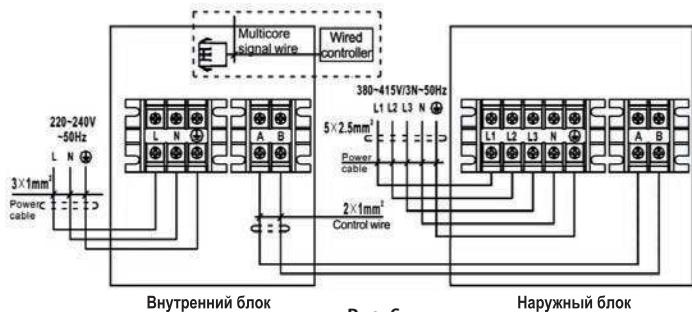 Multicore
signal wire
Wired
controller
220~240V
~50Hz
L N
3×1mm²
Power
cable
L N
A B
380~415V/3N~50Hz
L1 L2 L3 N
5×2.5mm²
Power
cable
2×1mm²
Control wire
L1 L2 L3 N
A B
Внутренний блок
Наружный блок